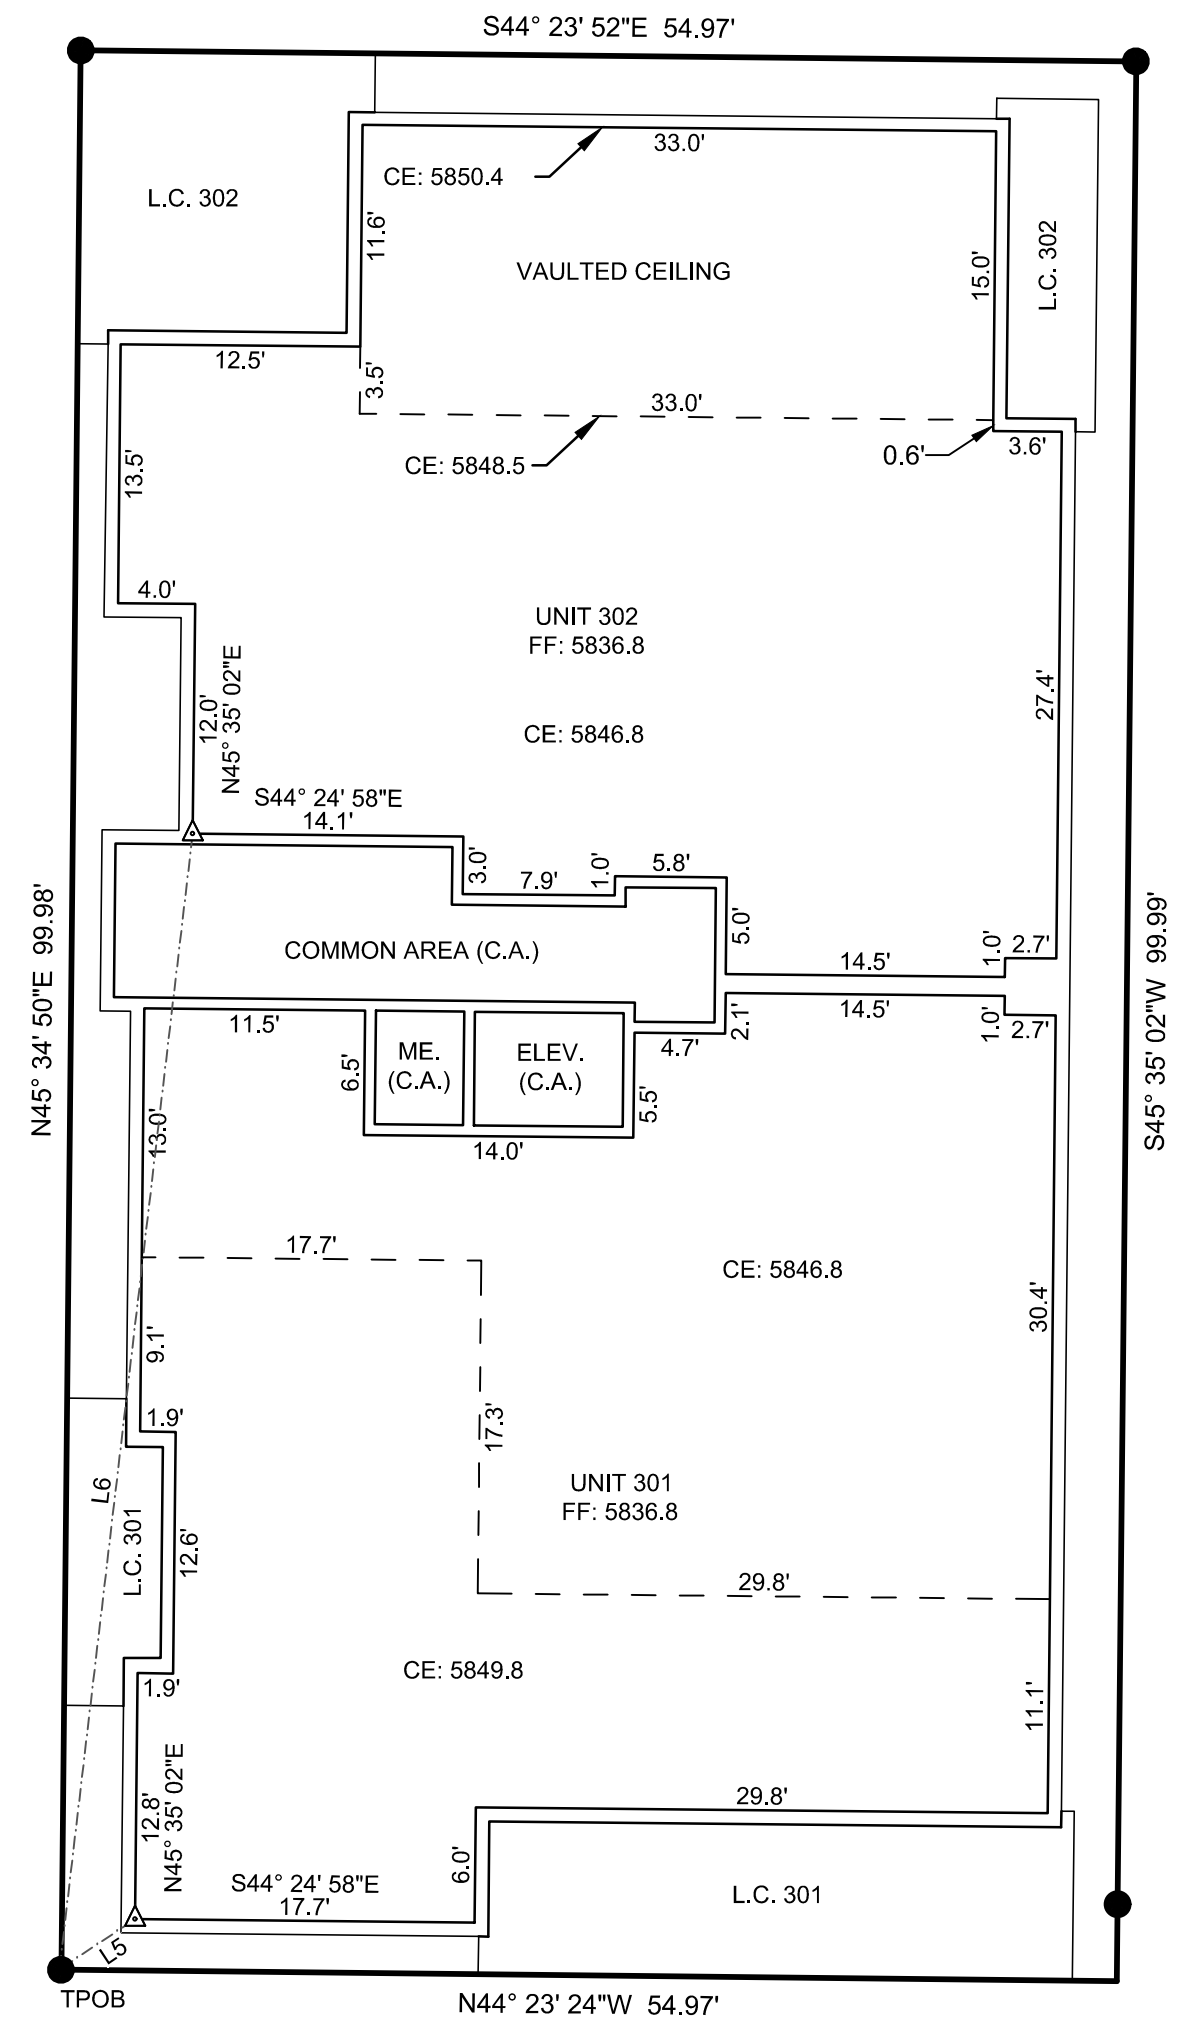 S44° 23' 52"E  54.97'
33.0'
CE: 5850.4
L.C. 302
11.6'
VAULTED CEILING
15.0'
L.C. 302
12.5'
3.5'
33.0'
CE: 5848.5
0.6'
3.6'
13.5'
4.0'
UNIT 302
FF: 5836.8
12.0'
N45° 35' 02"E
27.4'
CE: 5846.8
S44° 24' 58"E
14.1'
3.0'
7.9'
1.0'
5.8'
N45° 34' 50"E  99.98'
S45° 35' 02"W  99.99'
COMMON AREA (C.A.)
5.0'
14.5'
1.0'
2.7'
11.5'
6.5'
ME.
(C.A.)
ELEV.
(C.A.)
4.7'
2.1'
14.5'
1.0'
2.7'
5.5'
13.0'
14.0'
17.7'
CE: 5846.8
30.4'
9.1'
1.9'
17.3'
L6
L.C. 301
12.6'
UNIT 301
FF: 5836.8
29.8'
CE: 5849.8
1.9'
11.1'
12.8'
N45° 35' 02"E
29.8'
6.0'
S44° 24' 58"E
17.7'
L.C. 301
L5
TPOB
N44° 23' 24"W  54.97'